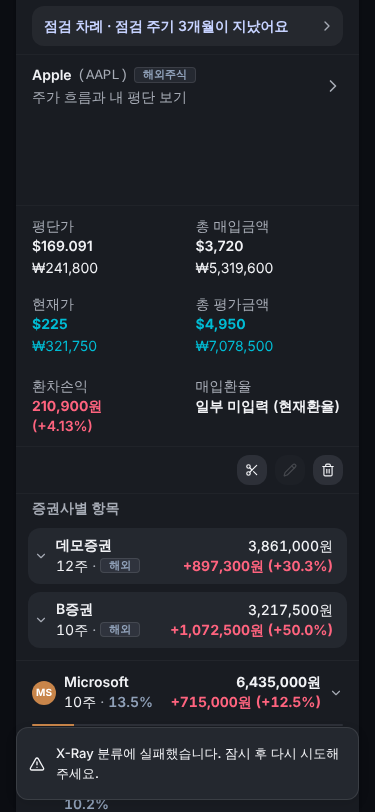 점검 차례 · 점검 주기 3개월이 지났어요
Apple (AAPL) 해외주식
주가 흐름과 내 평단 보기
평단가 총 매입금액
$169.091 $3,720
₩241,800 ₩5,319,600
현재가 총 평가금액
$225 $4,950
₩321,750 ₩7,078,500
환차손익 매입환율
210,900원 일부 미입력 (현재환율)
(+4.13%)
증권사별 항목
데모증권 3,861,000원
12주 · 해외 +897,300원 (+30.3%)
B증권 3,217,500원
10주 · 해외 +1,072,500원 (+50.0%)
MS Microsoft 6,435,000원
10주 · 13.5% +715,000원 (+12.5%)
X-Ray 분류에 실패했습니다. 잠시 후 다시 시도해
주세요.
10.2%